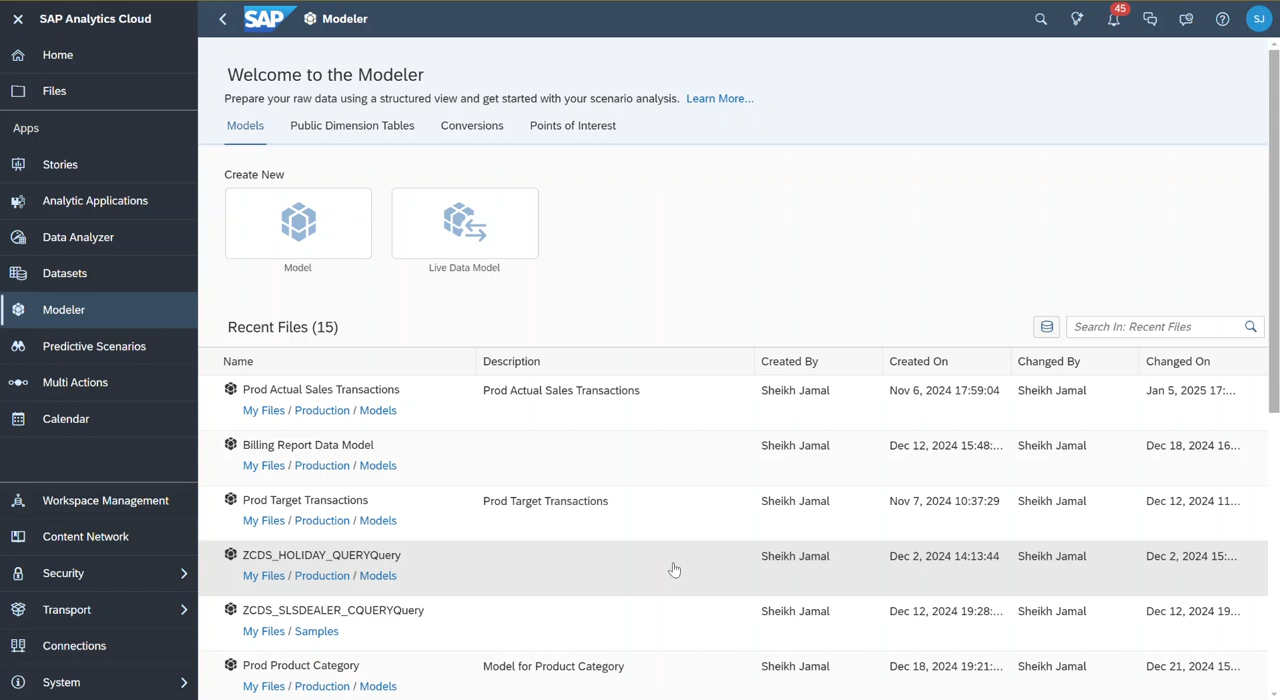 SAP Analytics Cloud
Home
Files
Apps
Stories
Analytic Applications
Data Analyzer
Datasets
Modeler
Predictive Scenarios
Multi Actions
Calendar
Workspace Management
Content Network
Security
Transport
Connections
System
SAP Modeler
45
SJ
Welcome to the Modeler
Prepare your raw data using a structured view and get started with your scenario analysis. Learn More...
Models Public Dimension Tables Conversions Points of Interest
Create New
Model Live Data Model
Recent Files (15)
Search In: Recent Files
Name Description Created By Created On Changed By Changed On
Prod Actual Sales Transactions Prod Actual Sales Transactions Sheikh Jamal Nov 6, 2024 17:59:04 Sheikh Jamal Jan 5, 2025 17:...
My Files / Production / Models
Billing Report Data Model Sheikh Jamal Dec 12, 2024 15:48:... Sheikh Jamal Dec 18, 2024 16...
My Files / Production / Models
Prod Target Transactions Prod Target Transactions Sheikh Jamal Nov 7, 2024 10:37:29 Sheikh Jamal Dec 12, 2024 11...
My Files / Production / Models
ZCDS_HOLIDAY_QUERYQuery Sheikh Jamal Dec 2, 2024 14:13:44 Sheikh Jamal Dec 2, 2024 15:...
My Files / Production / Models
ZCDS_SLSDEALER_CQUERYQuery Sheikh Jamal Dec 12, 2024 19:28:... Sheikh Jamal Dec 12, 2024 19...
My Files / Samples
Prod Product Category Model for Product Category Sheikh Jamal Dec 18, 2024 19:21:... Sheikh Jamal Dec 21, 2024 15...
My Files / Production / Models